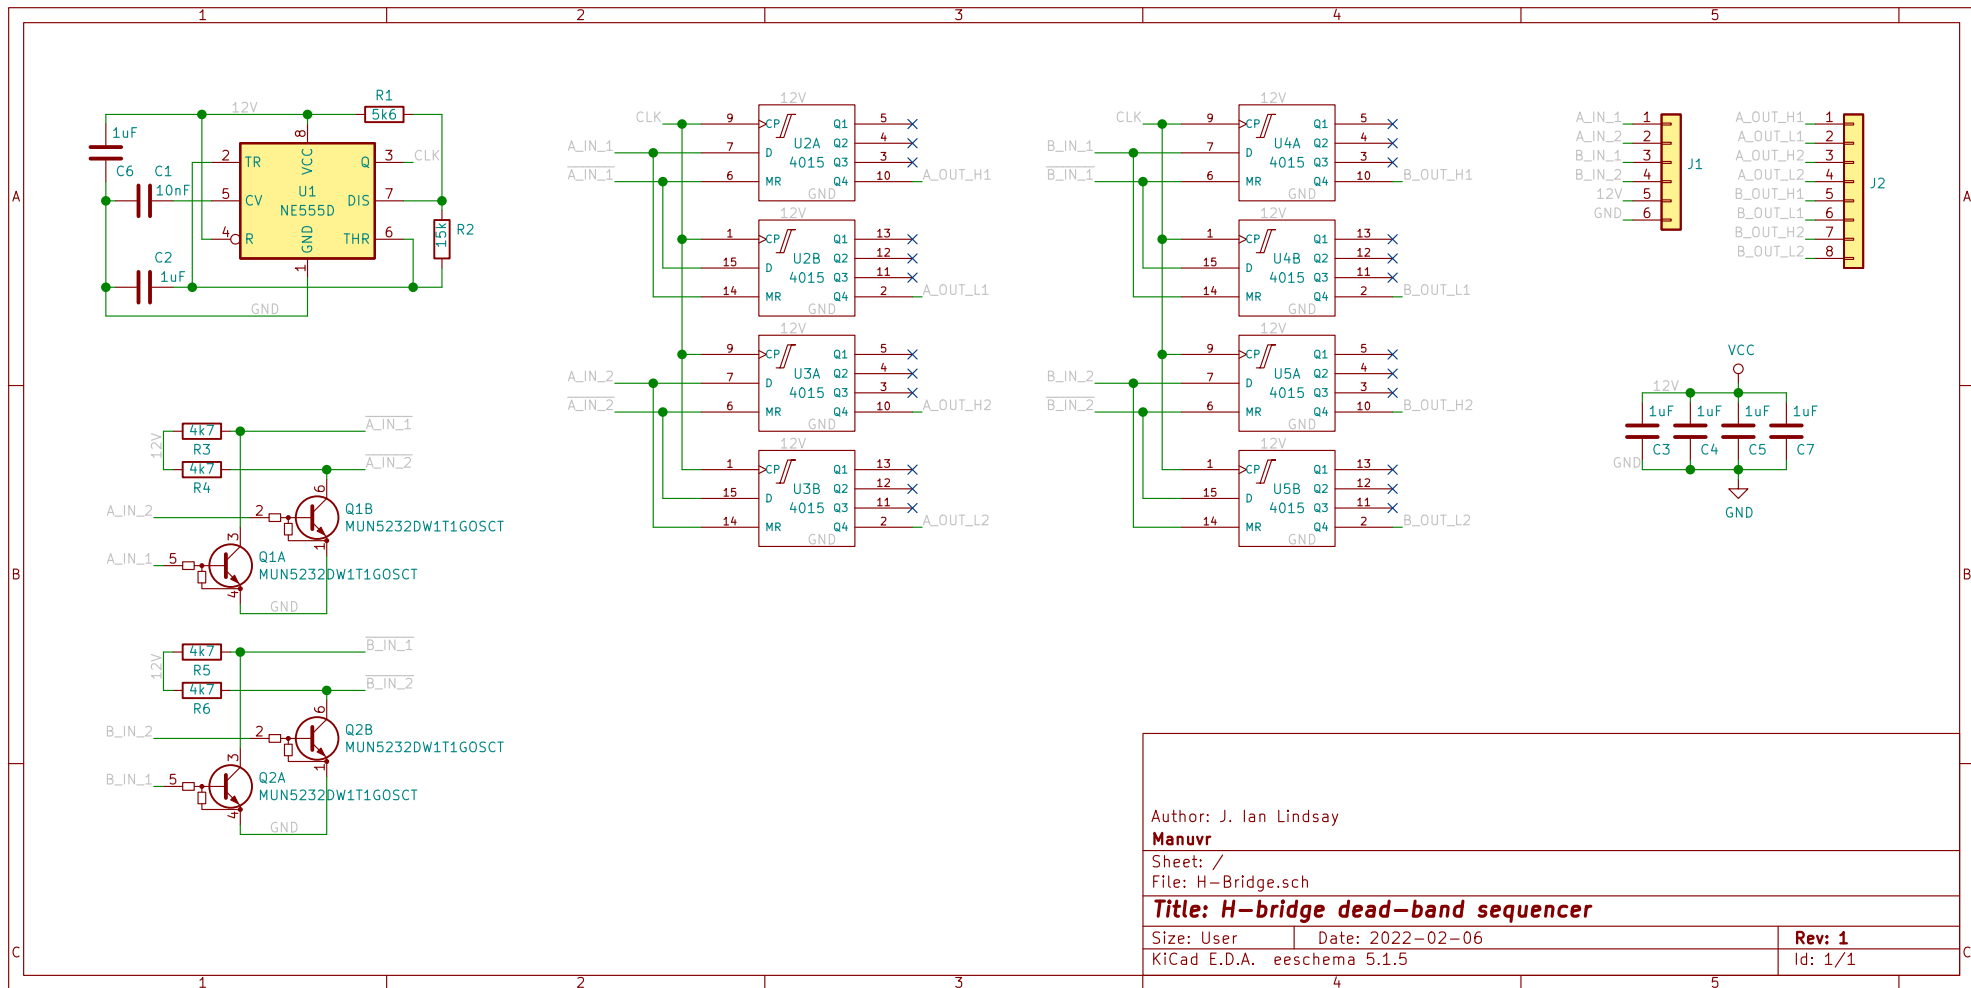 1 2 3 4 5
A
B
C
12V
R1
5k6
1uF
C6
C1
10nF
8
VCC
2 TR
Q 3 CLK
5 CV
U1
NE555D
DIS 7
4 R
GND
THR 6
1
15k R2
C2
1uF
GND
12V
4k7
R3
4k7
R4
A_IN_1
A_IN_2
A_IN_2 2
6
Q1B
MUN5232DW1T1GOSCT
1
A_IN_1 5
3
Q1A
MUN5232DW1T1GOSCT
4
GND
12V
4k7
R5
4k7
R6
B_IN_1
B_IN_2
B_IN_2 2
6
Q2B
MUN5232DW1T1GOSCT
1
B_IN_1 5
3
Q2A
MUN5232DW1T1GOSCT
4
GND
12V
CLK 9 CP Q1 5
A_IN_1 7 D U2A Q2 4
4015 Q3 3
A_IN_1 6 MR Q4 10 A_OUT_H1
GND
12V
1 CP Q1 13
U2B Q2 12
15 D 4015 Q3 11
14 MR Q4 2 A_OUT_L1
GND
12V
9 CP Q1 5
A_IN_2 7 D U3A Q2 4
4015 Q3 3
A_IN_2 6 MR Q4 10 A_OUT_H2
GND
12V
1 CP Q1 13
U3B Q2 12
15 D 4015 Q3 11
14 MR Q4 2 A_OUT_L2
GND
12V
CLK 9 CP Q1 5
B_IN_1 7 D U4A Q2 4
4015 Q3 3
B_IN_1 6 MR Q4 10 B_OUT_H1
GND
12V
1 CP Q1 13
U4B Q2 12
15 D 4015 Q3 11
14 MR Q4 2 B_OUT_L1
GND
12V
9 CP Q1 5
B_IN_2 7 D U5A Q2 4
4015 Q3 3
B_IN_2 6 MR Q4 10 B_OUT_H2
GND
12V
1 CP Q1 13
U5B Q2 12
15 D 4015 Q3 11
14 MR Q4 2 B_OUT_L2
GND
A_IN_1 1
A_IN_2 2
B_IN_1 3
B_IN_2 4
12V 5
GND 6
J1
A_OUT_H1 1
A_OUT_L1 2
A_OUT_H2 3
A_OUT_L2 4
B_OUT_H1 5
B_OUT_L1 6
B_OUT_H2 7
B_OUT_L2 8
J2
VCC
12V
1uF 1uF 1uF 1uF
C3 C4 C5 C7
GND
GND
Author: J. Ian Lindsay
Manuvr
Sheet: /
File: H-Bridge.sch
Title: H-bridge dead-band sequencer
Size: User Date: 2022-02-06 Rev: 1
KiCad E.D.A. eeschema 5.1.5 Id: 1/1
A
B
C
1 2 3 4 5